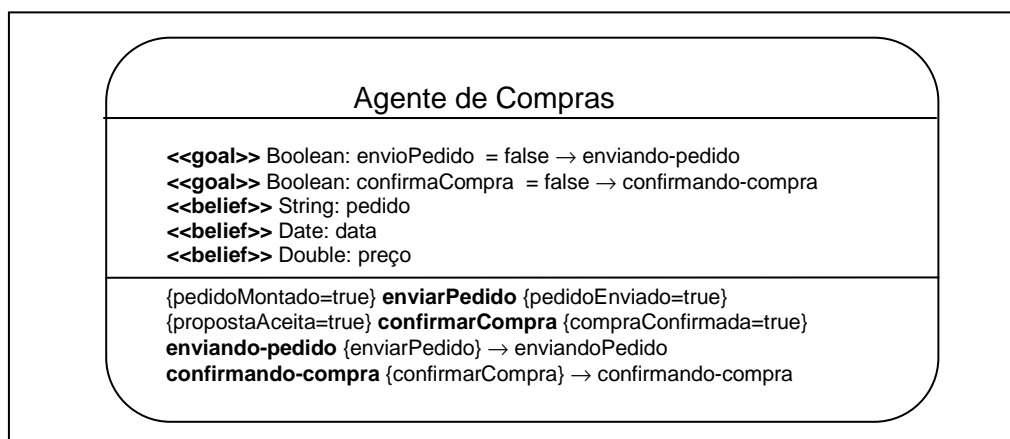 Agente de Compras
<<goal>> Boolean: envioPedido = false → enviando-pedido
<<goal>> Boolean: confirmaCompra = false → confirmando-compra
<<belief>> String: pedido
<<belief>> Date: data
<<belief>> Double: preço
{pedidoMontado=true} enviarPedido {pedidoEnviado=true}
{propostaAceita=true} confirmarCompra {compraConfirmada=true}
enviando-pedido {enviarPedido} → enviandoPedido
confirmando-compra {confirmarCompra} → confirmando-compra